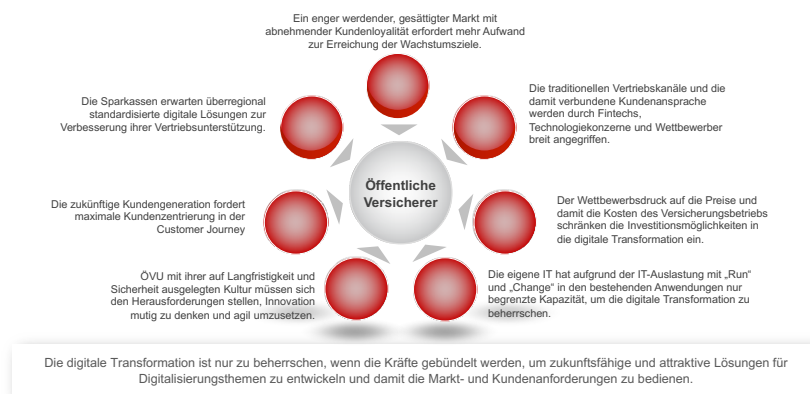 Ein enger werdender, gesättigter Markt mit
abnehmender Kundenloyalität erfordert mehr Aufwand
zur Erreichung der Wachstumsziele.
Die Sparkassen erwarten überregional
standardisierte digitale Lösungen zur
Verbesserung ihrer Vertriebsunterstützung.
Die traditionellen Vertriebskanäle und die
damit verbundene Kundenansprache
werden durch Fintechs,
Technologiekonzerne und Wettbewerber
breit angegriffen.
Öffentliche
Versicherer
Die zukünftige Kundengeneration fordert
maximale Kundenzentrierung in der
Customer Journey
Der Wettbewerbsdruck auf die Preise und
damit die Kosten des Versicherungsbetriebs
schränken die Investitionsmöglichkeiten in
die digitale Transformation ein.
ÖVU mit ihrer auf Langfristigkeit und
Sicherheit ausgelegten Kultur müssen sich
den Herausforderungen stellen, Innovation
mutig zu denken und agil umzusetzen.
Die eigene IT hat aufgrund der IT-Auslastung mit „Run“
und „Change“ in den bestehenden Anwendungen nur
begrenzte Kapazität, um die digitale Transformation zu
beherrschen.
Die digitale Transformation ist nur zu beherrschen, wenn die Kräfte gebündelt werden, um zukunftsfähige und attraktive Lösungen für
Digitalisierungsthemen zu entwickeln und damit die Markt- und Kundenanforderungen zu bedienen.